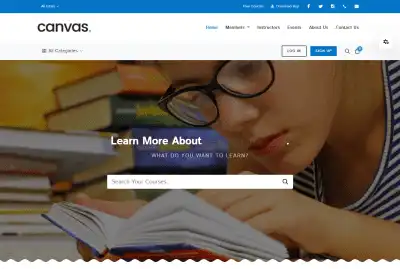 canvas.
Home Members Instructors Events About Us Contact Us
All Categories
LOG IN SIGN UP
Learn More About
WHAT DO YOU WANT TO LEARN?
Search Your Courses..